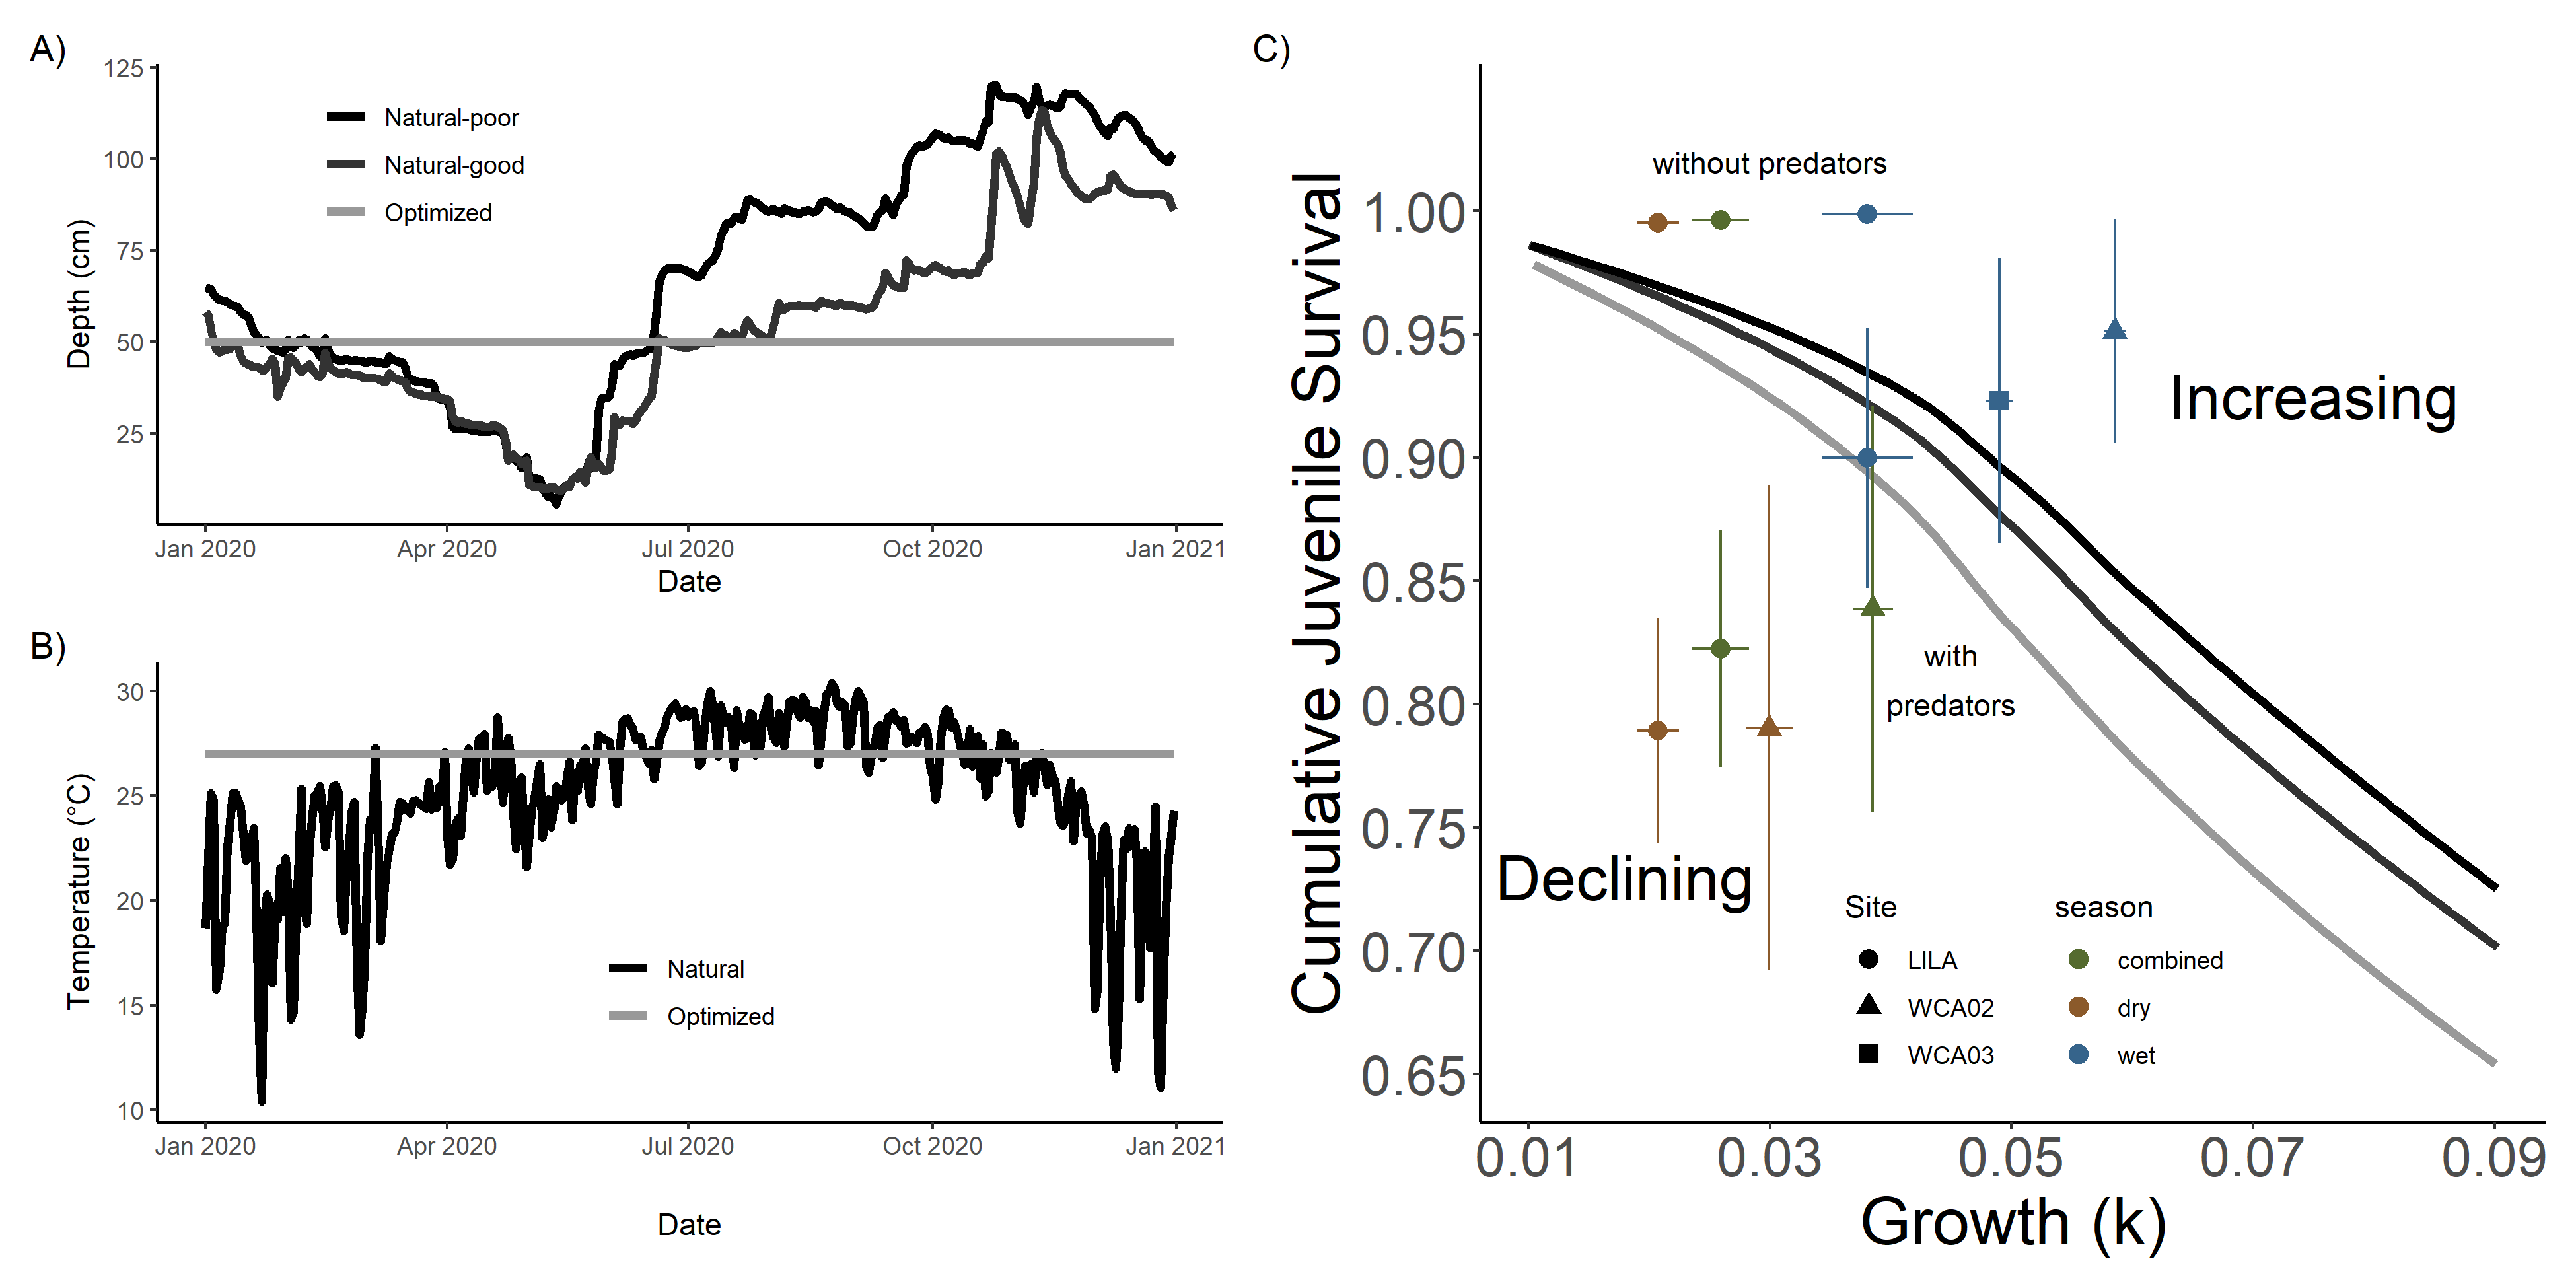 A)
125
100
75
50
25
Depth (cm)
Natural-poor
Natural-good
Optimized
Jan 2020
Apr 2020
Jul 2020
Oct 2020
Jan 2021
Date
B)
30
25
20
15
10
Temperature (°C)
Natural
Optimized
Jan 2020
Apr 2020
Jul 2020
Oct 2020
Jan 2021
Date
C)
1.00
0.95
0.90
0.85
0.80
0.75
0.70
0.65
Cumulative Juvenile Survival
without predators
Increasing
with
predators
Declining
Site
LILA
WCA02
WCA03
season
combined
dry
wet
0.01
0.03
0.05
0.07
0.09
Growth (k)